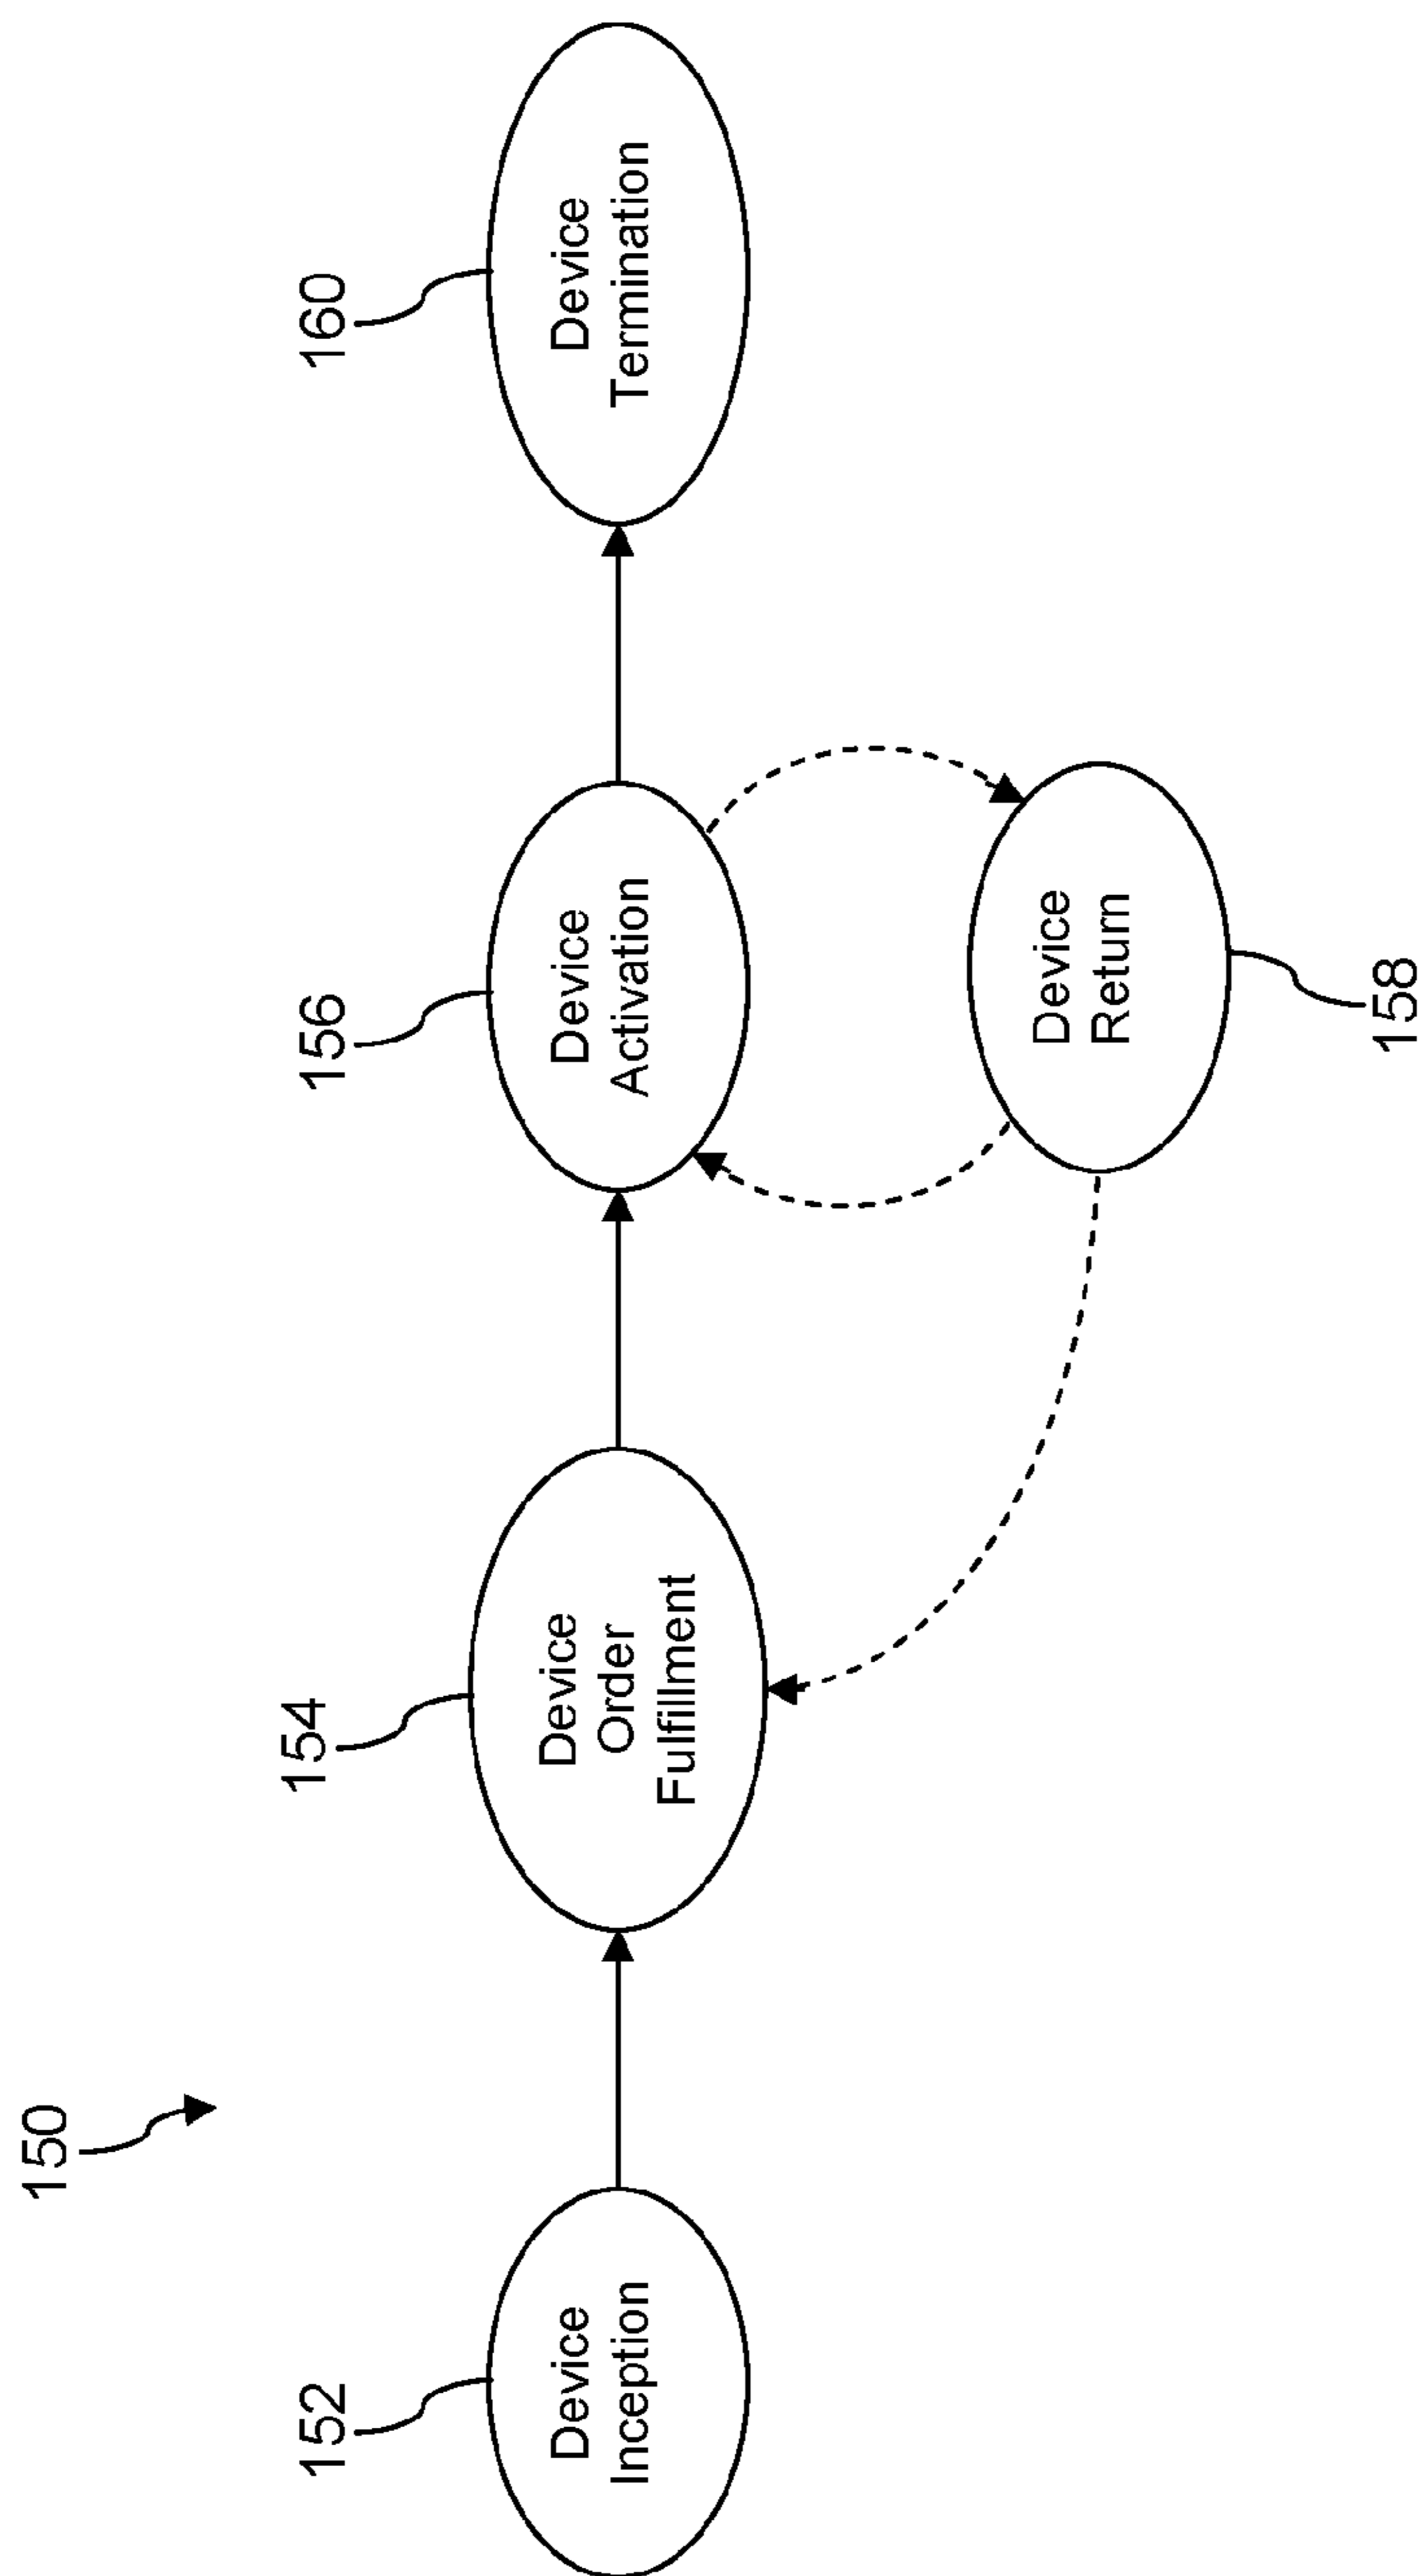 150
152
Device
Inception
154
Device
Order
Fulfillment
156
Device
Activation
160
Device
Termination
Device
Return
158